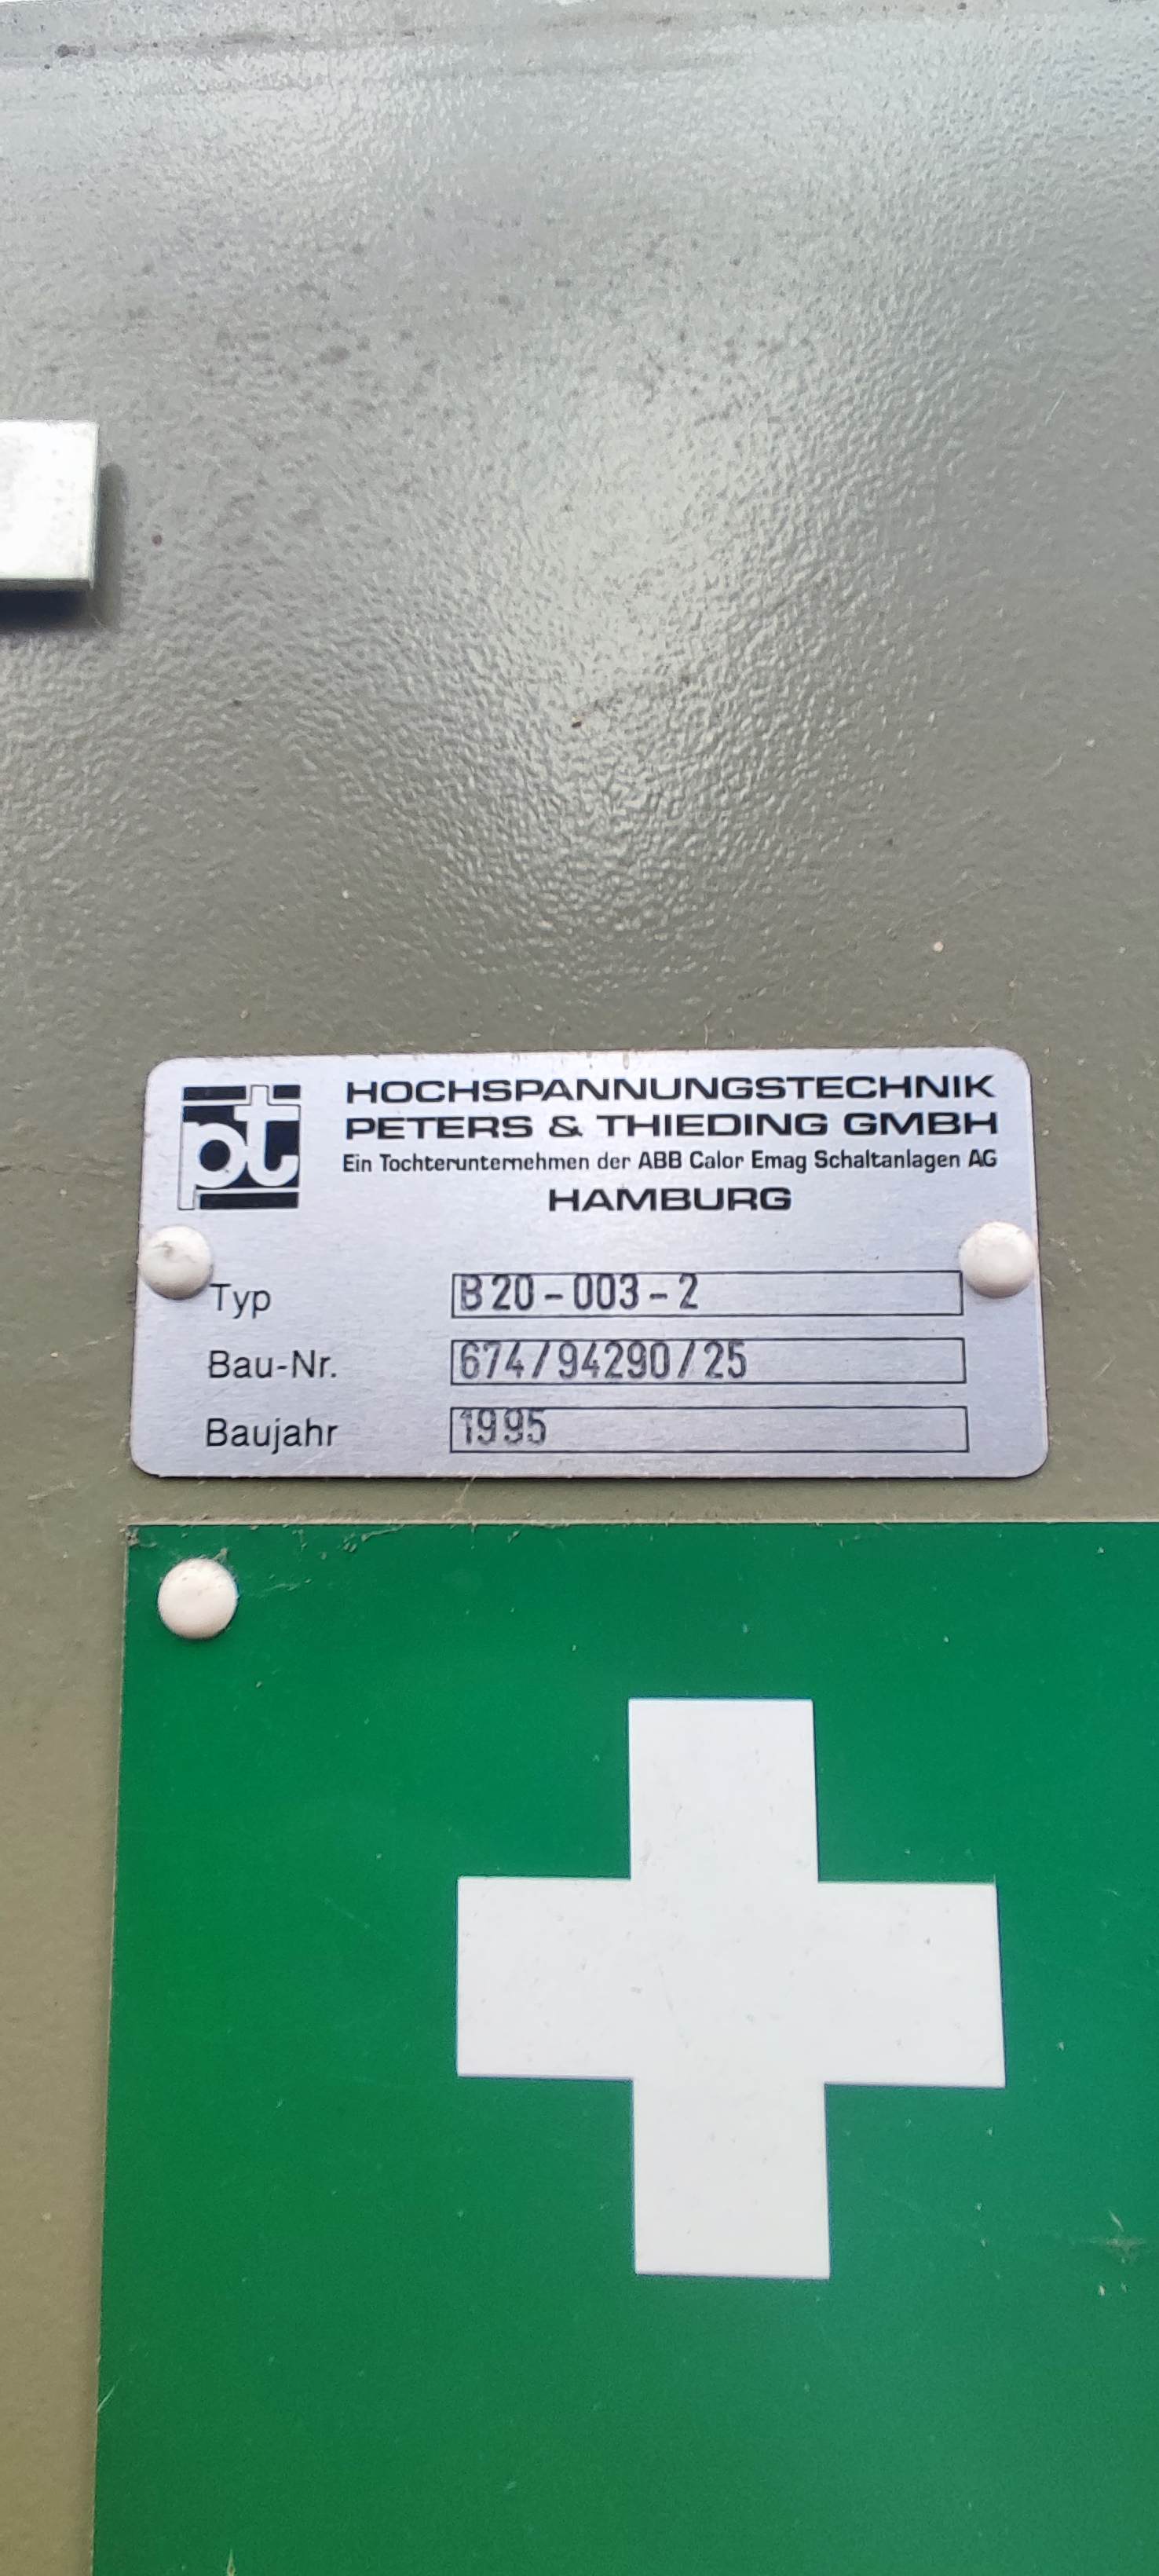 pt
HOCHSPANNUNGSTECHNIK
PETERS & THIEDING GMBH
Ein Tochterunternehmen der ABB Calor Emag Schaltanlagen AG
HAMBURG
Typ B20-003-2
Bau-Nr. 674/94290/25
Baujahr 1995